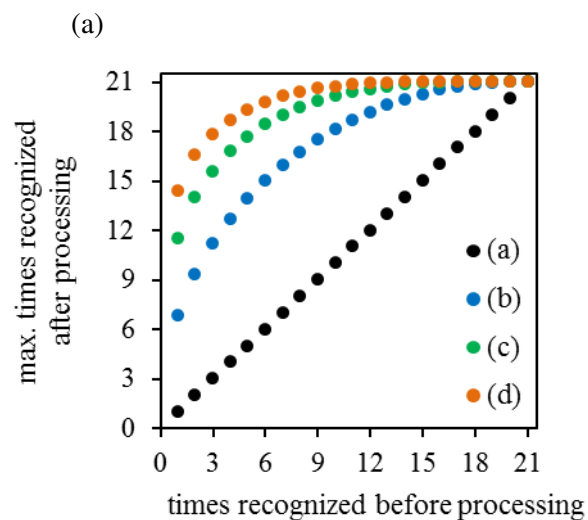 (a)
21
18
15
12
9
6
3
0
max. times recognized
after processing
(a)
(b)
(c)
(d)
0 3 6 9 12 15 18 21
times recognized before processing